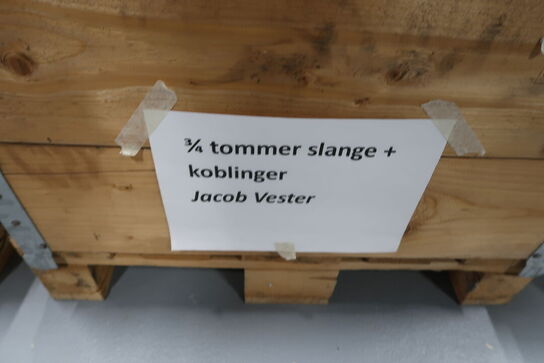 ¾ tommer slange +
koblinger
Jacob Vester